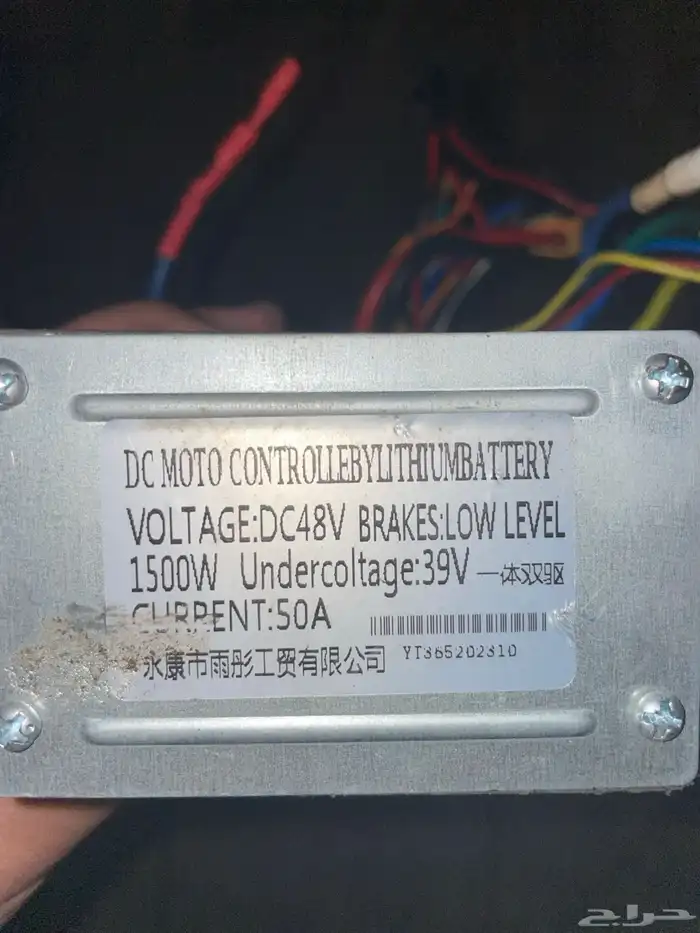 DC MOTO CONTROLLEBYLITHIUMBATTERY
VOLTAGE:DC48V BRAKES:LOW LEVEL
1500W Undercoltage:39V 一体双驱
CURRENT:50A
YT365202310
永康市雨彤工贸有限公司
حراج